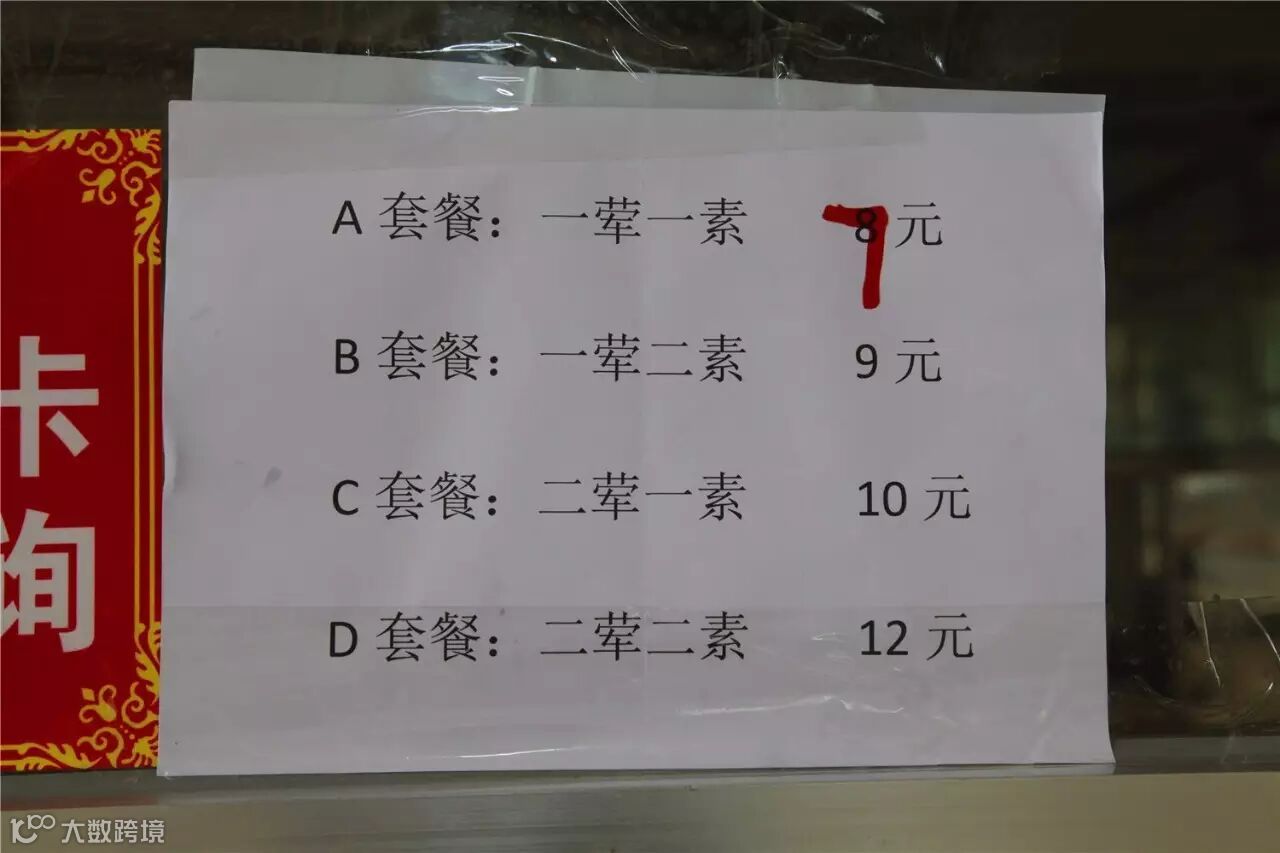 A 套餐： 一荤一素 7元
B 套餐： 一荤二素 9 元
C 套餐： 二荤一素 10 元
D 套餐： 二荤二素 12 元
卡
询
大数跨境